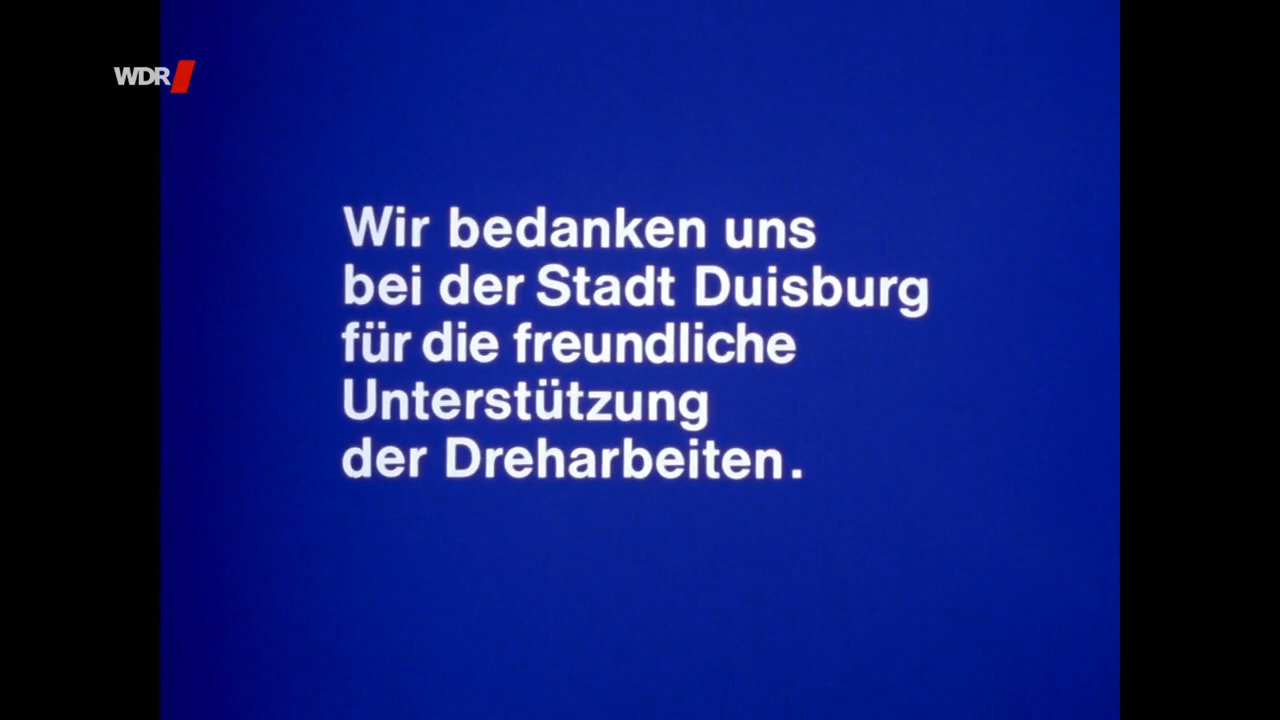 WDR
Wir bedanken uns
bei der Stadt Duisburg
für die freundliche
Unterstützung
der Dreharbeiten.